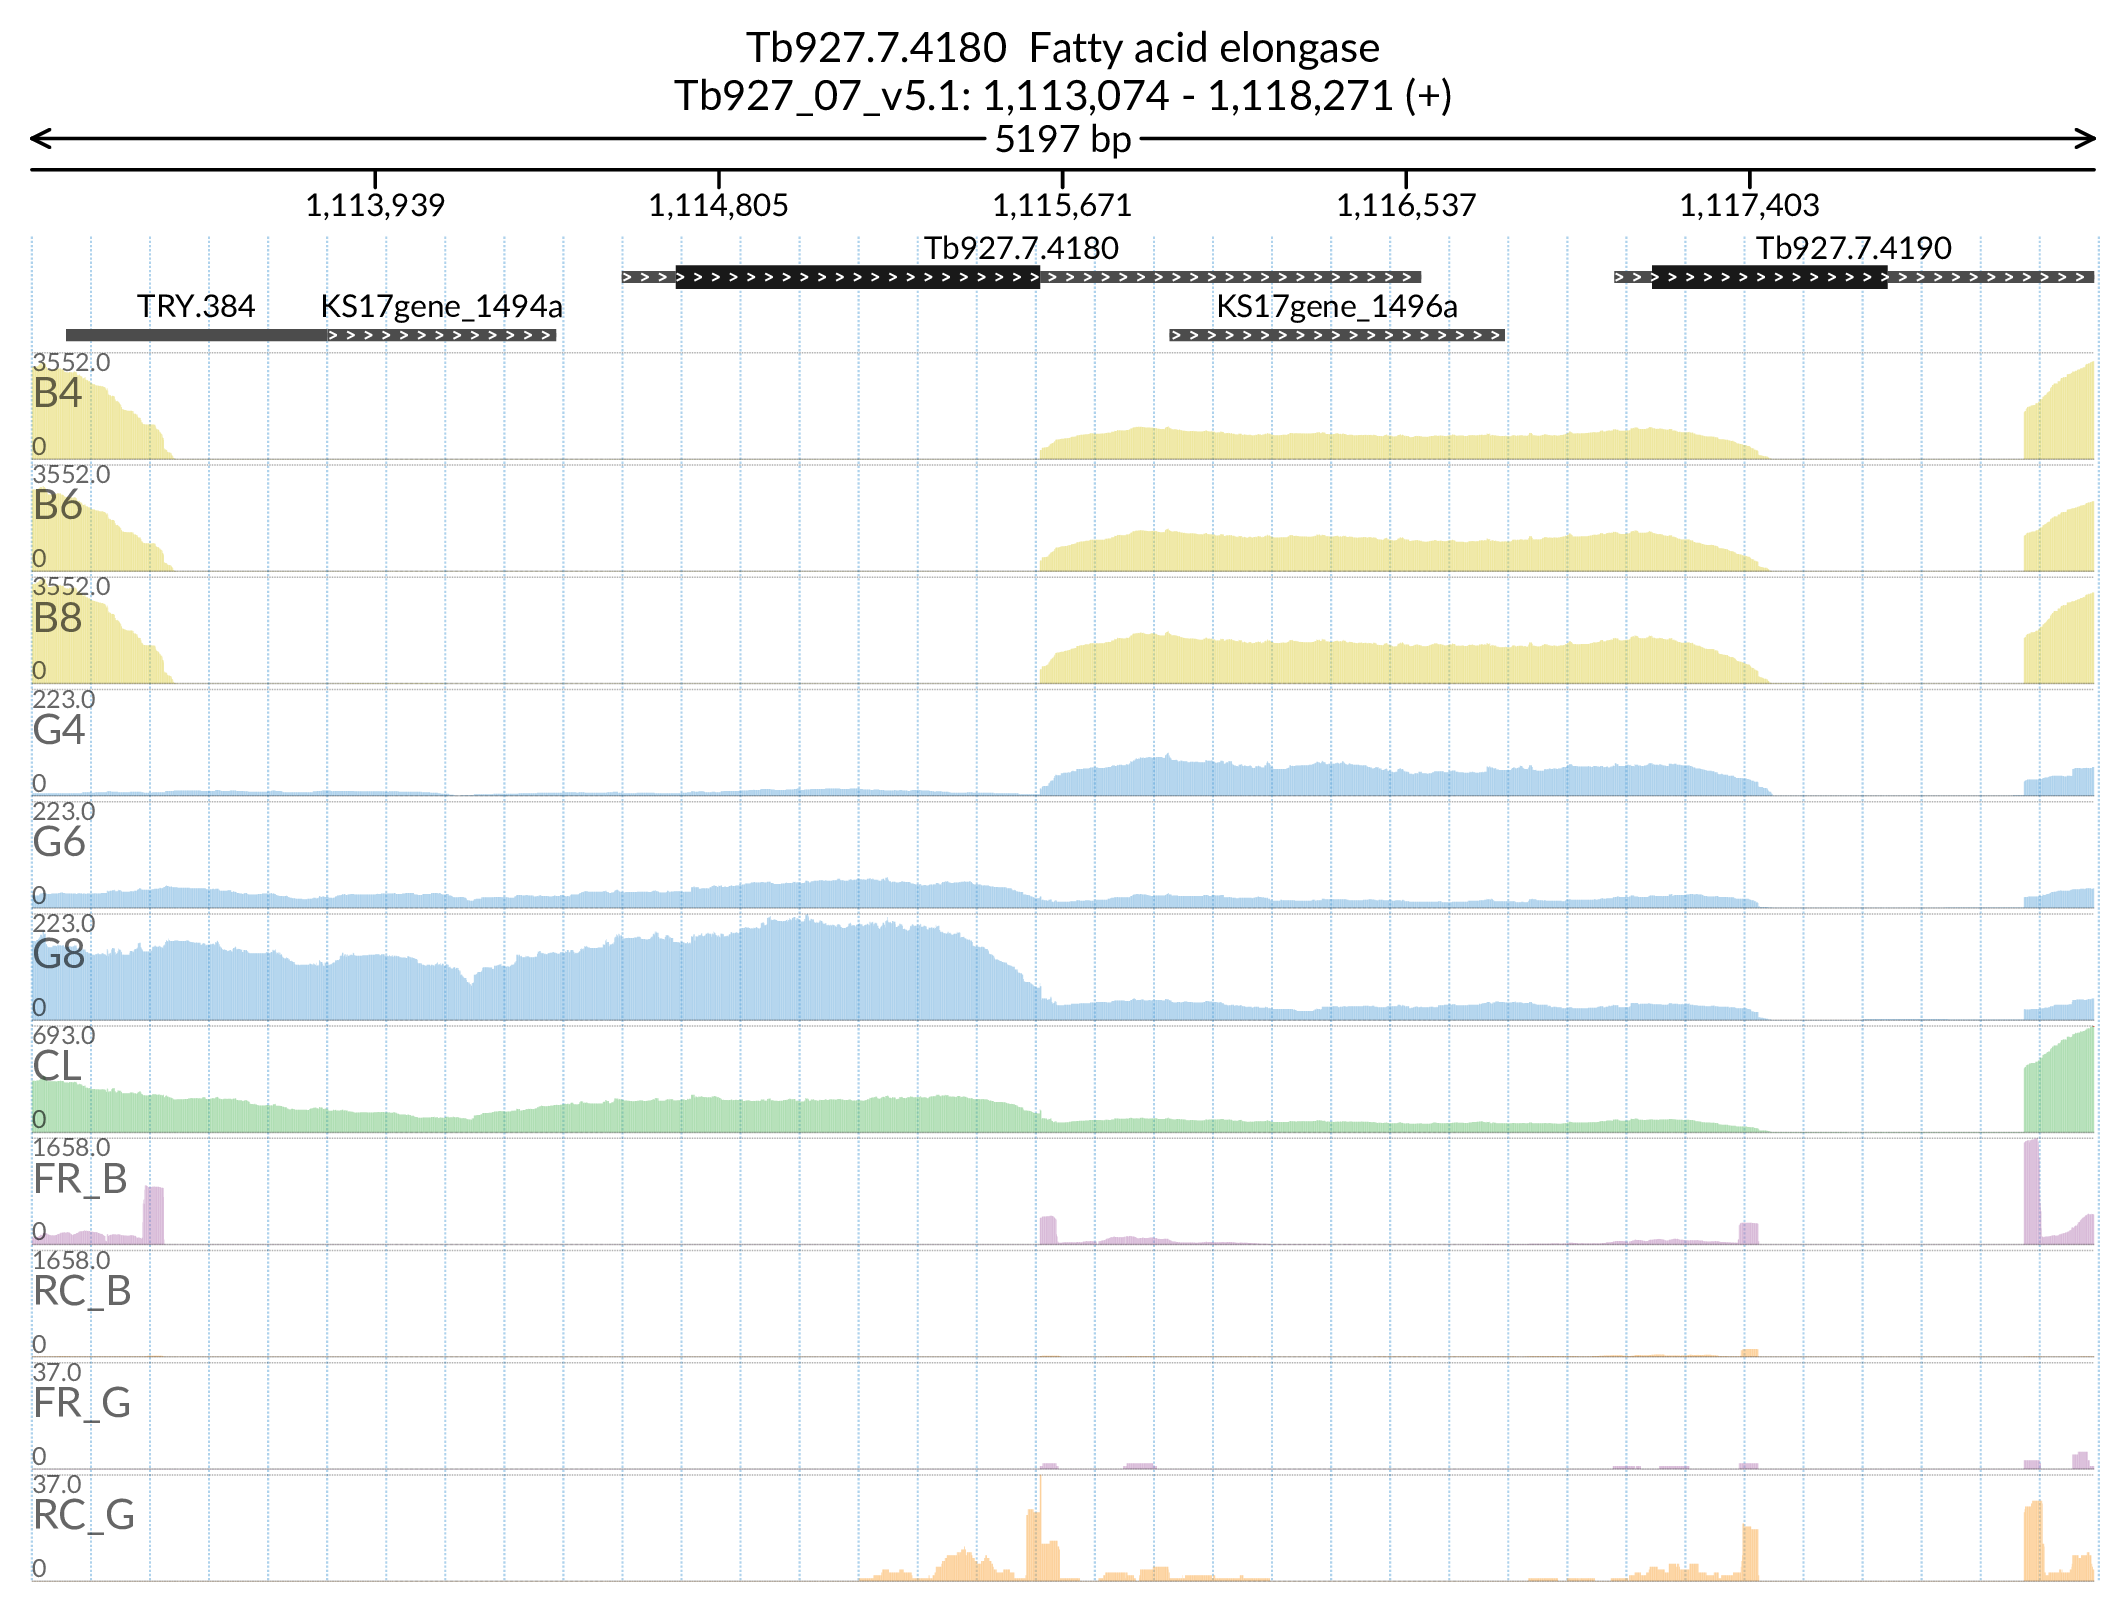 Tb927.7.4180  Fatty acid elongase
Tb927_07_v5.1: 1,113,074 - 1,118,271 (+)
5197 bp
1,113,939 1,114,805 1,115,671 1,116,537 1,117,403
Tb927.7.4180 Tb927.7.4190
TRY.384 KS17gene_1494a KS17gene_1496a
3552.0
B4
0
3552.0
B6
0
3552.0
B8
0
223.0
G4
0
223.0
G6
0
223.0
G8
0
693.0
CL
0
1658.0
FR_B
0
1658.0
RC_B
0
37.0
FR_G
0
37.0
RC_G
0